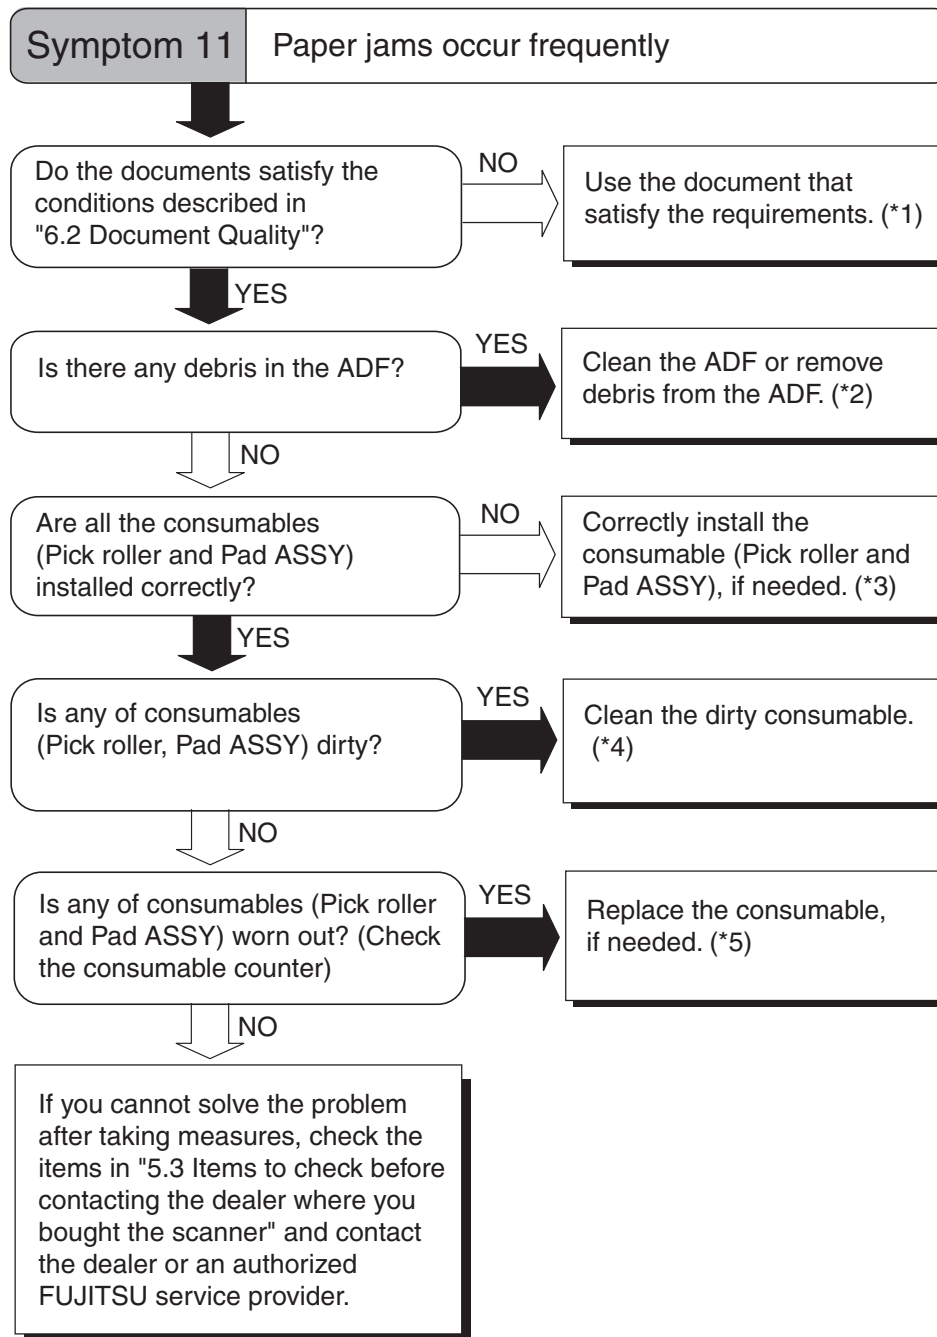 Symptom 11
Paper jams occur frequently
Do the documents satisfy the
conditions described in
"6.2 Document Quality"?
NO
Use the document that
satisfy the requirements. (*1)
YES
Is there any debris in the ADF?
YES
Clean the ADF or remove
debris from the ADF. (*2)
NO
Are all the consumables
(Pick roller and Pad ASSY)
installed correctly?
NO
Correctly install the
consumable (Pick roller and
Pad ASSY), if needed. (*3)
YES
Is any of consumables
(Pick roller, Pad ASSY) dirty?
YES
Clean the dirty consumable.
(*4)
NO
Is any of consumables (Pick roller
and Pad ASSY) worn out? (Check
the consumable counter)
YES
Replace the consumable,
if needed. (*5)
NO
If you cannot solve the problem
after taking measures, check the
items in "5.3 Items to check before
contacting the dealer where you
bought the scanner" and contact
the dealer or an authorized
FUJITSU service provider.